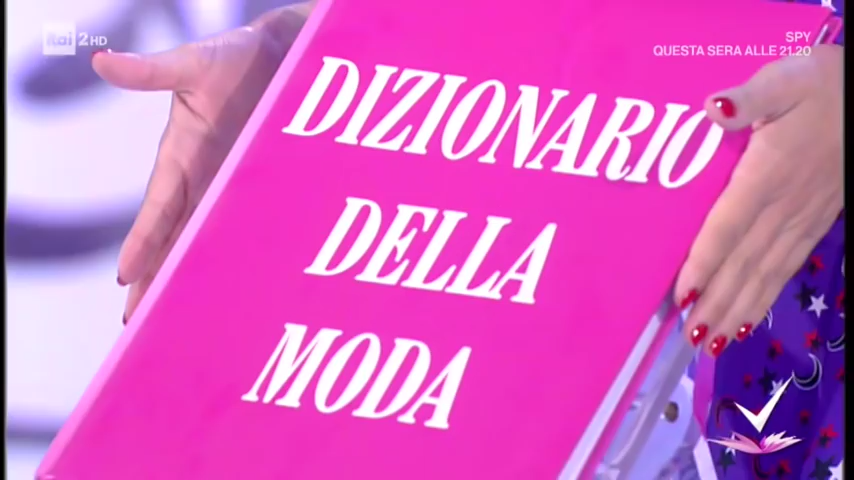 Rai 2 HD
SPY
QUESTA SERA ALLE 21.20
DIZIONARIO
DELLA
MODA